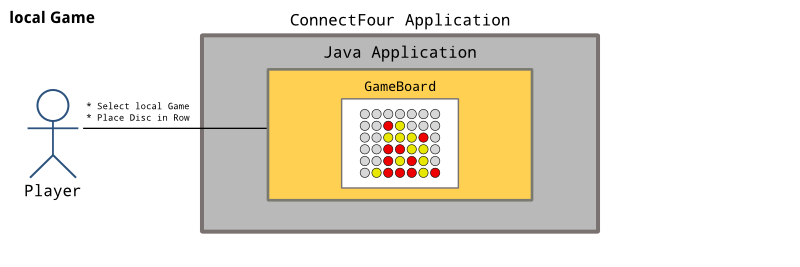 local Game
ConnectFour Application
Java Application
GameBoard
* Select local Game
* Place Disc in Row
Player